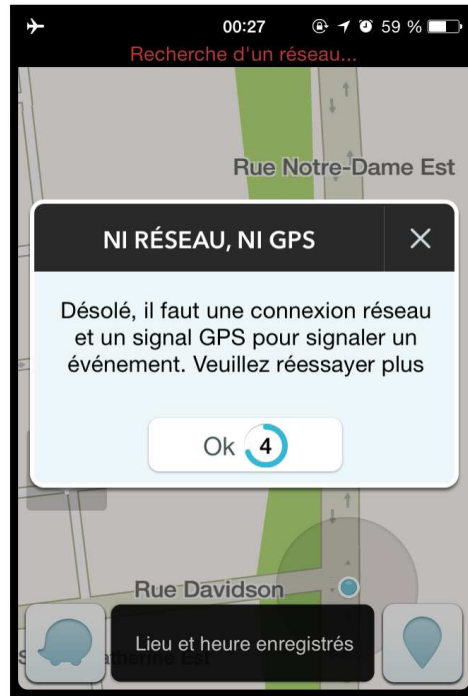 00:27
59 %
Recherche d'un réseau...
Rue Notre-Dame Est
NI RÉSEAU, NI GPS
Désolé, il faut une connexion réseau
et un signal GPS pour signaler un
événement. Veuillez réessayer plus
Ok 4
Rue Davidson
Lieu et heure enregistrés
Est